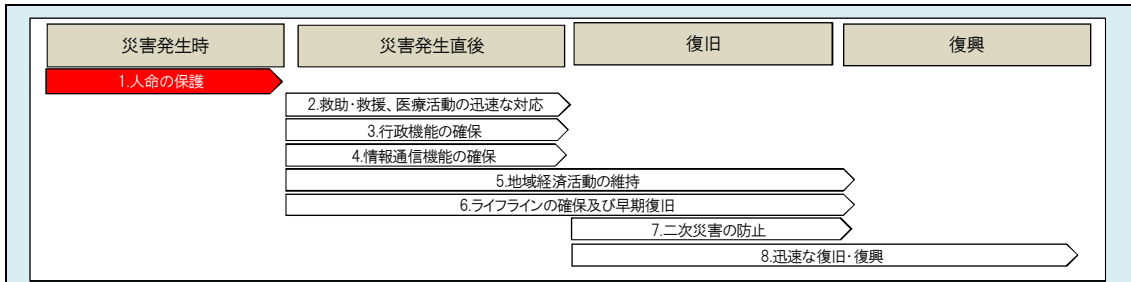 災害発生時 災害発生直後 復旧 復興
1.人命の保護
2.救助・救援、医療活動の迅速な対応
3.行政機能の確保
4.情報通信機能の確保
5.地域経済活動の維持
6.ライフラインの確保及び早期復旧
7.二次災害の防止
8.迅速な復旧・復興